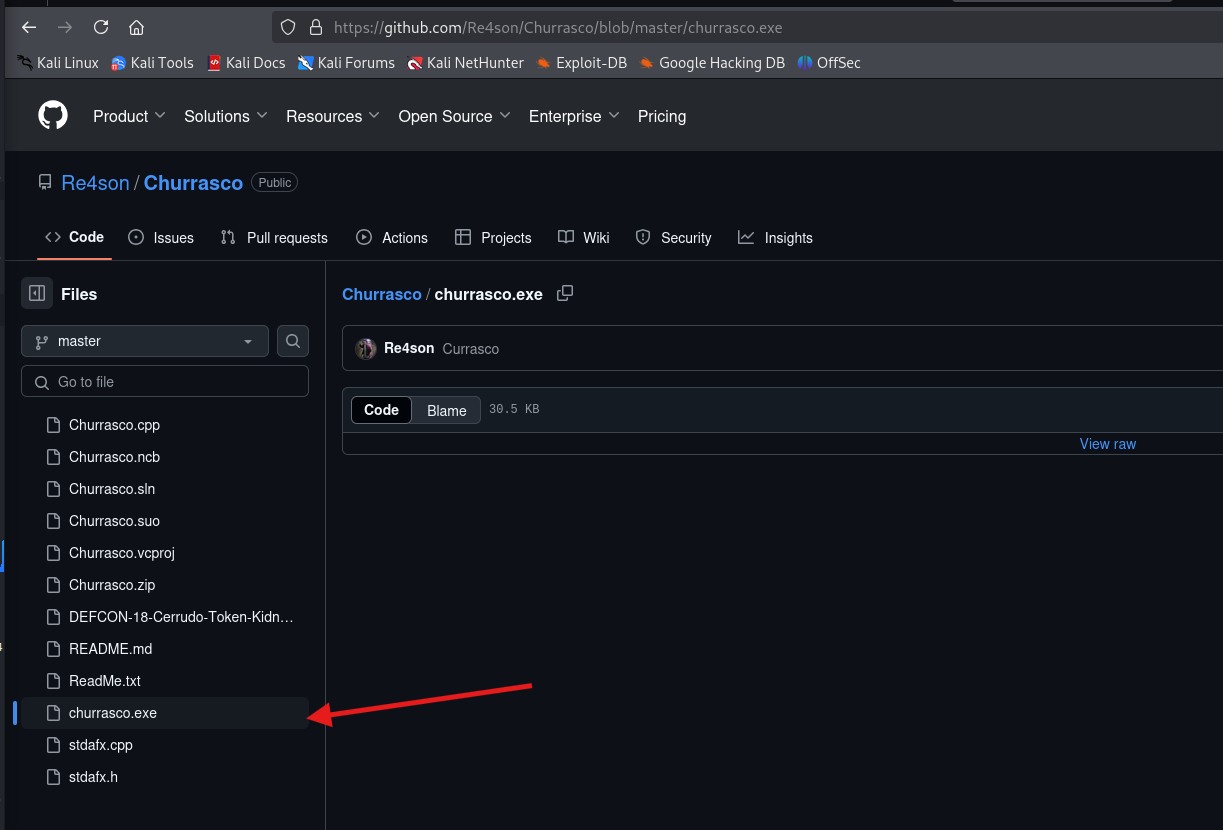 https://github.com/Re4son/Churrasco/blob/master/churrasco.exe
Kali Linux Kali Tools Kali Docs Kali Forums Kali NetHunter Exploit-DB Google Hacking DB OffSec
Product Solutions Resources Open Source Enterprise Pricing
Re4son / Churrasco Public
Code Issues Pull requests Actions Projects Wiki Security Insights
Files
master
Go to file
Churrasco.cpp
Churrasco.ncb
Churrasco.sln
Churrasco.suo
Churrasco.vcproj
Churrasco.zip
DEFCON-18-Cerrudo-Token-Kidn…
README.md
ReadMe.txt
churrasco.exe
stdafx.cpp
stdafx.h
Churrasco / churrasco.exe
Re4son Currasco
Code Blame 30.5 KB
View raw